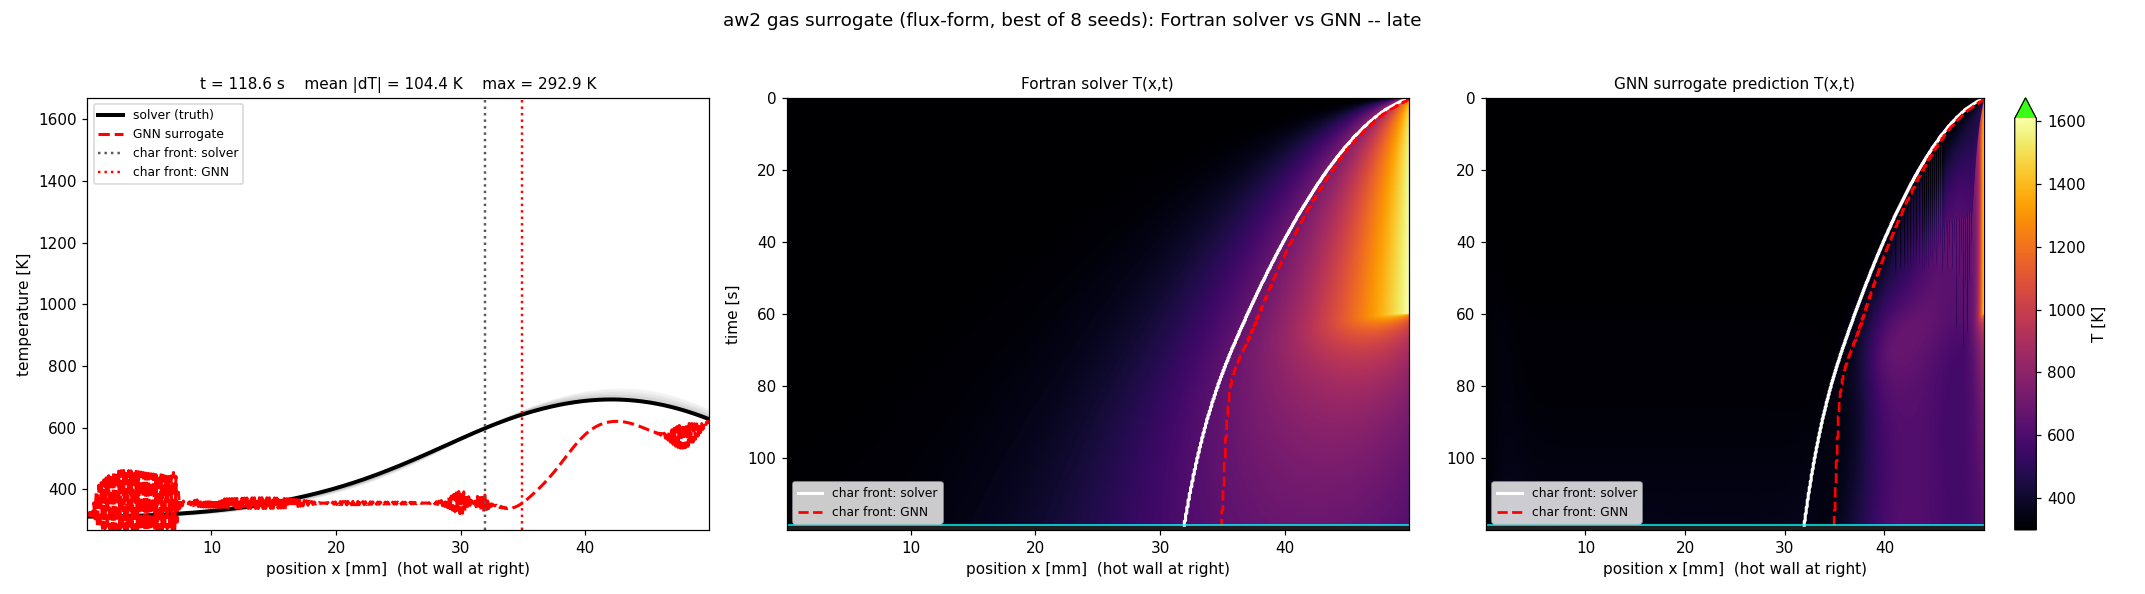 aw2 gas surrogate (flux-form, best of 8 seeds): Fortran solver vs GNN -- late
t = 118.6 s    mean |dT| = 104.4 K    max = 292.9 K
temperature [K]
1600
1400
1200
1000
800
600
400
solver (truth)
GNN surrogate
char front: solver
char front: GNN
10
20
30
40
position x [mm]  (hot wall at right)
Fortran solver T(x,t)
time [s]
0
20
40
60
80
100
char front: solver
char front: GNN
10
20
30
40
position x [mm]  (hot wall at right)
GNN surrogate prediction T(x,t)
0
20
40
60
80
100
char front: solver
char front: GNN
10
20
30
40
position x [mm]  (hot wall at right)
1600
1400
1200
1000
800
600
400
T [K]